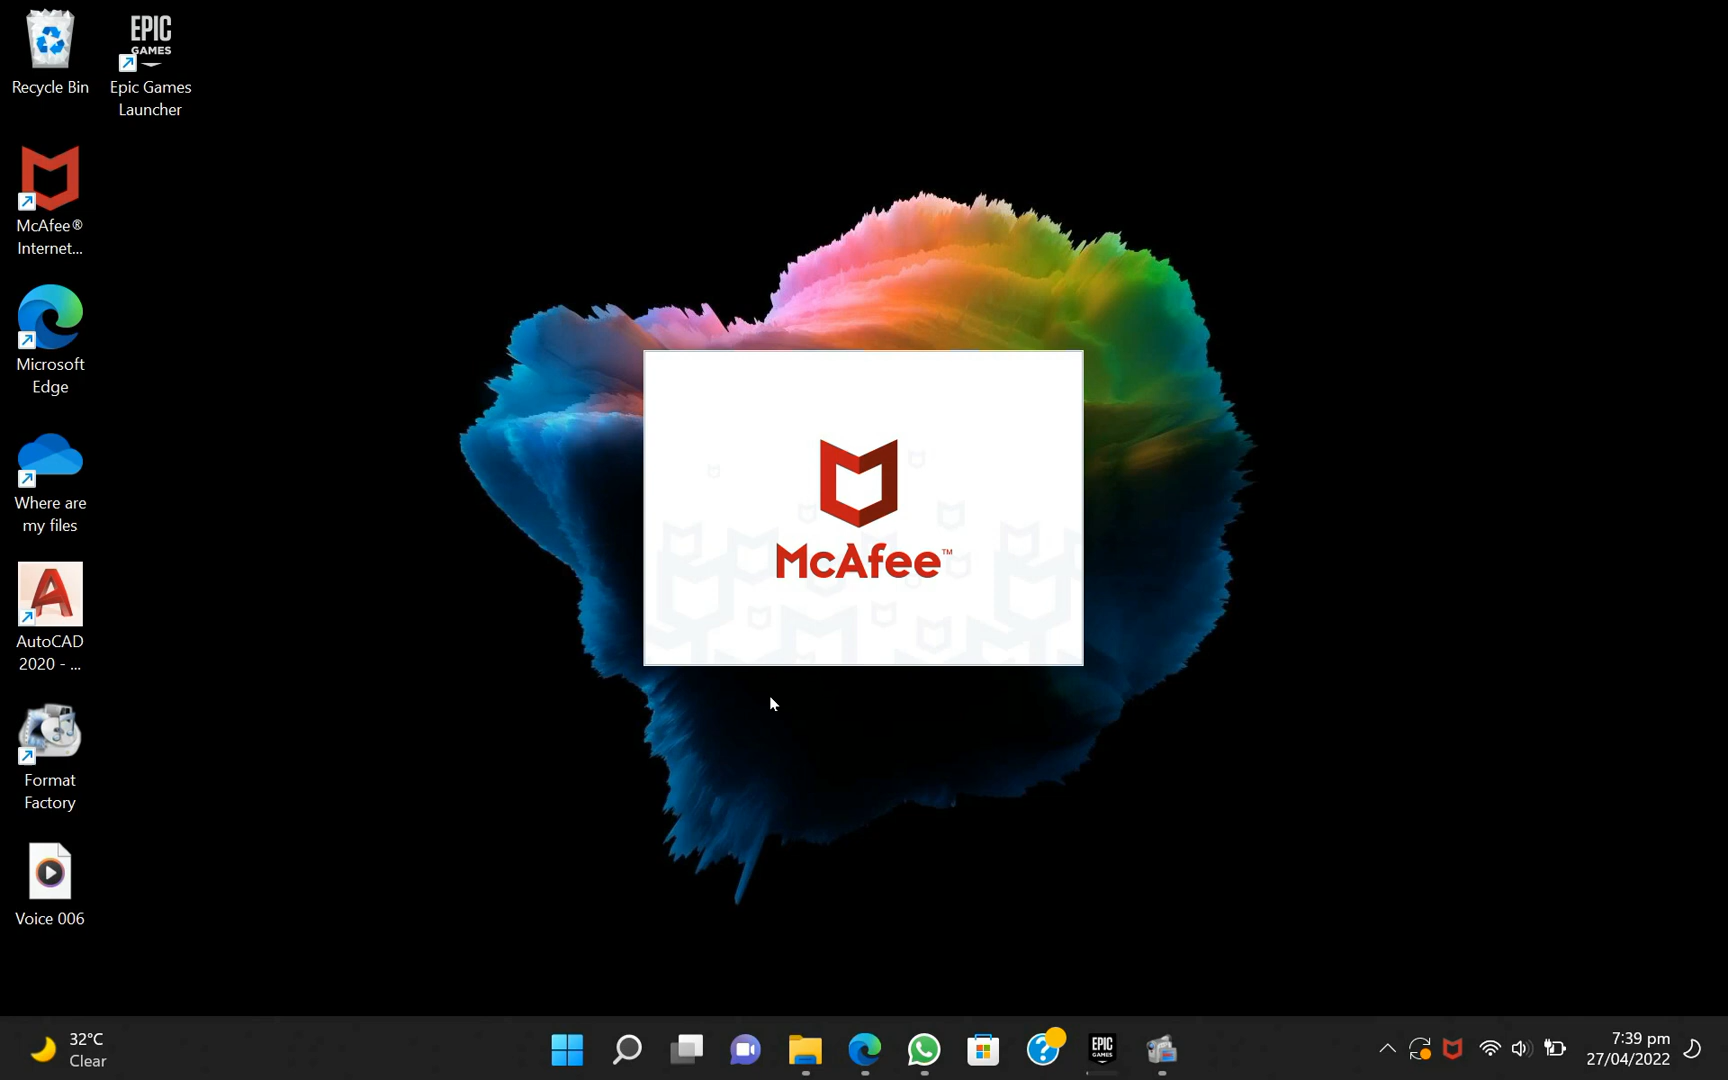 EPIC
GAMES
Recycle Bin
Epic Games
Launcher
McAfee®
Internet...
Microsoft
Edge
Where are
my files
AutoCAD
2020 - ...
Format
Factory
Voice 006
McAfee™
32°C
Clear
EPIC
GAMES
7:39 pm
27/04/2022